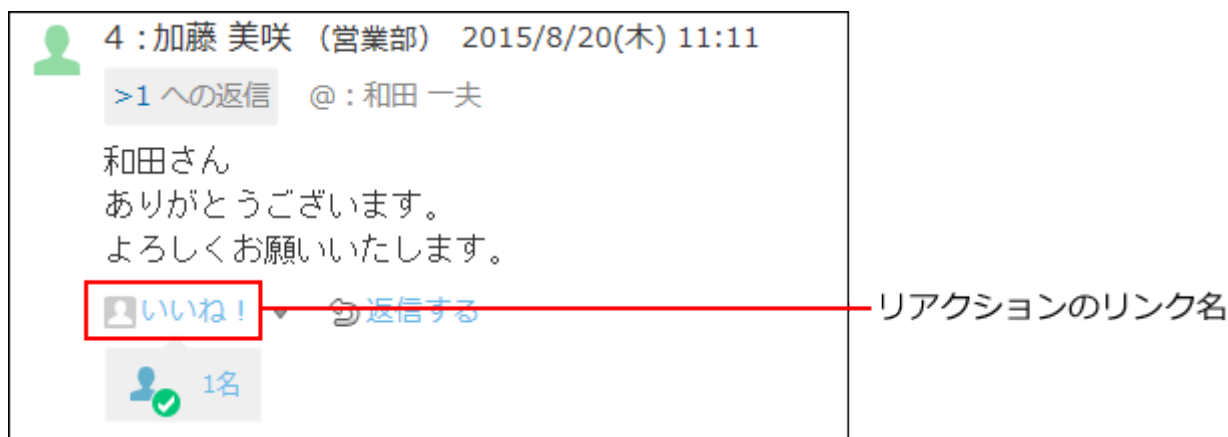 4：加藤 美咲 （営業部） 2015/8/20(木) 11:11
>1 への返信 @：和田 一夫
和田さん
ありがとうございます。
よろしくお願いいたします。
いいね！ 返信する
リアクションのリンク名
1名